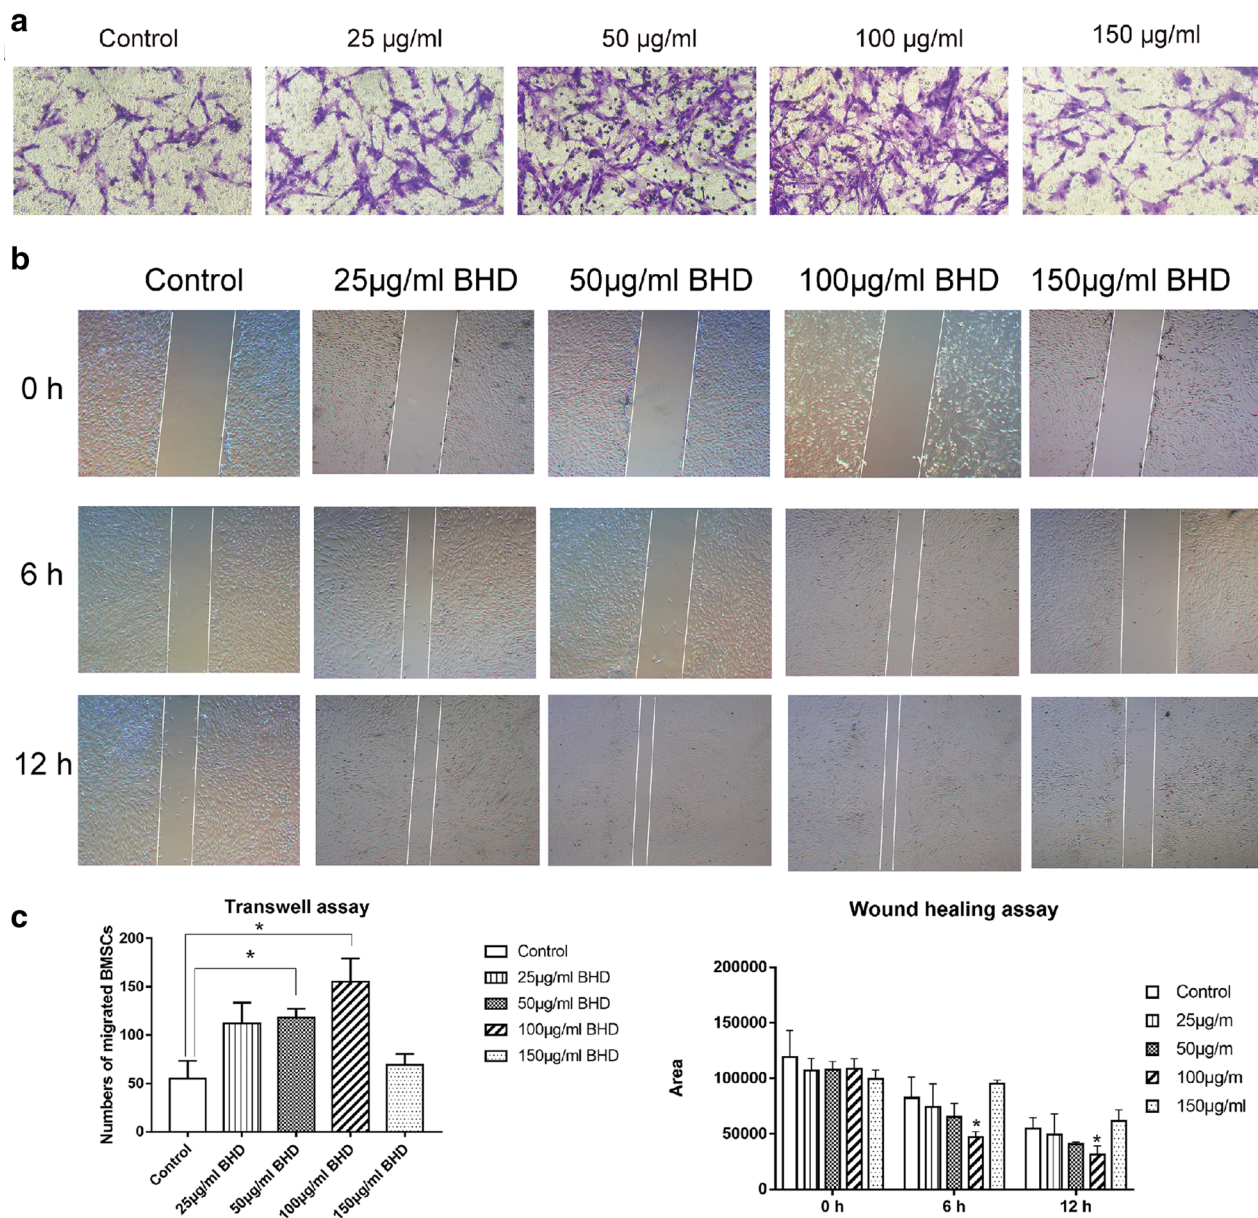 a
Control 25 µg/ml 50 µg/ml 100 µg/ml 150 µg/ml
b
Control 25µg/ml BHD 50µg/ml BHD 100µg/ml BHD 150µg/ml BHD
0 h
6 h
12 h
c
Transwell assay
Numbers of migrated BMSCs
200
150
100
50
0
*
*
Control
25µg/ml BHD
50µg/ml BHD
100µg/ml BHD
150µg/ml BHD
Control
25µg/ml BHD
50µg/ml BHD
100µg/ml BHD
150µg/ml BHD
Wound healing assay
Area
200000
150000
100000
50000
0
*
*
0 h 6 h 12 h
Control
25µg/m
50µg/m
100µg/m
150µg/ml